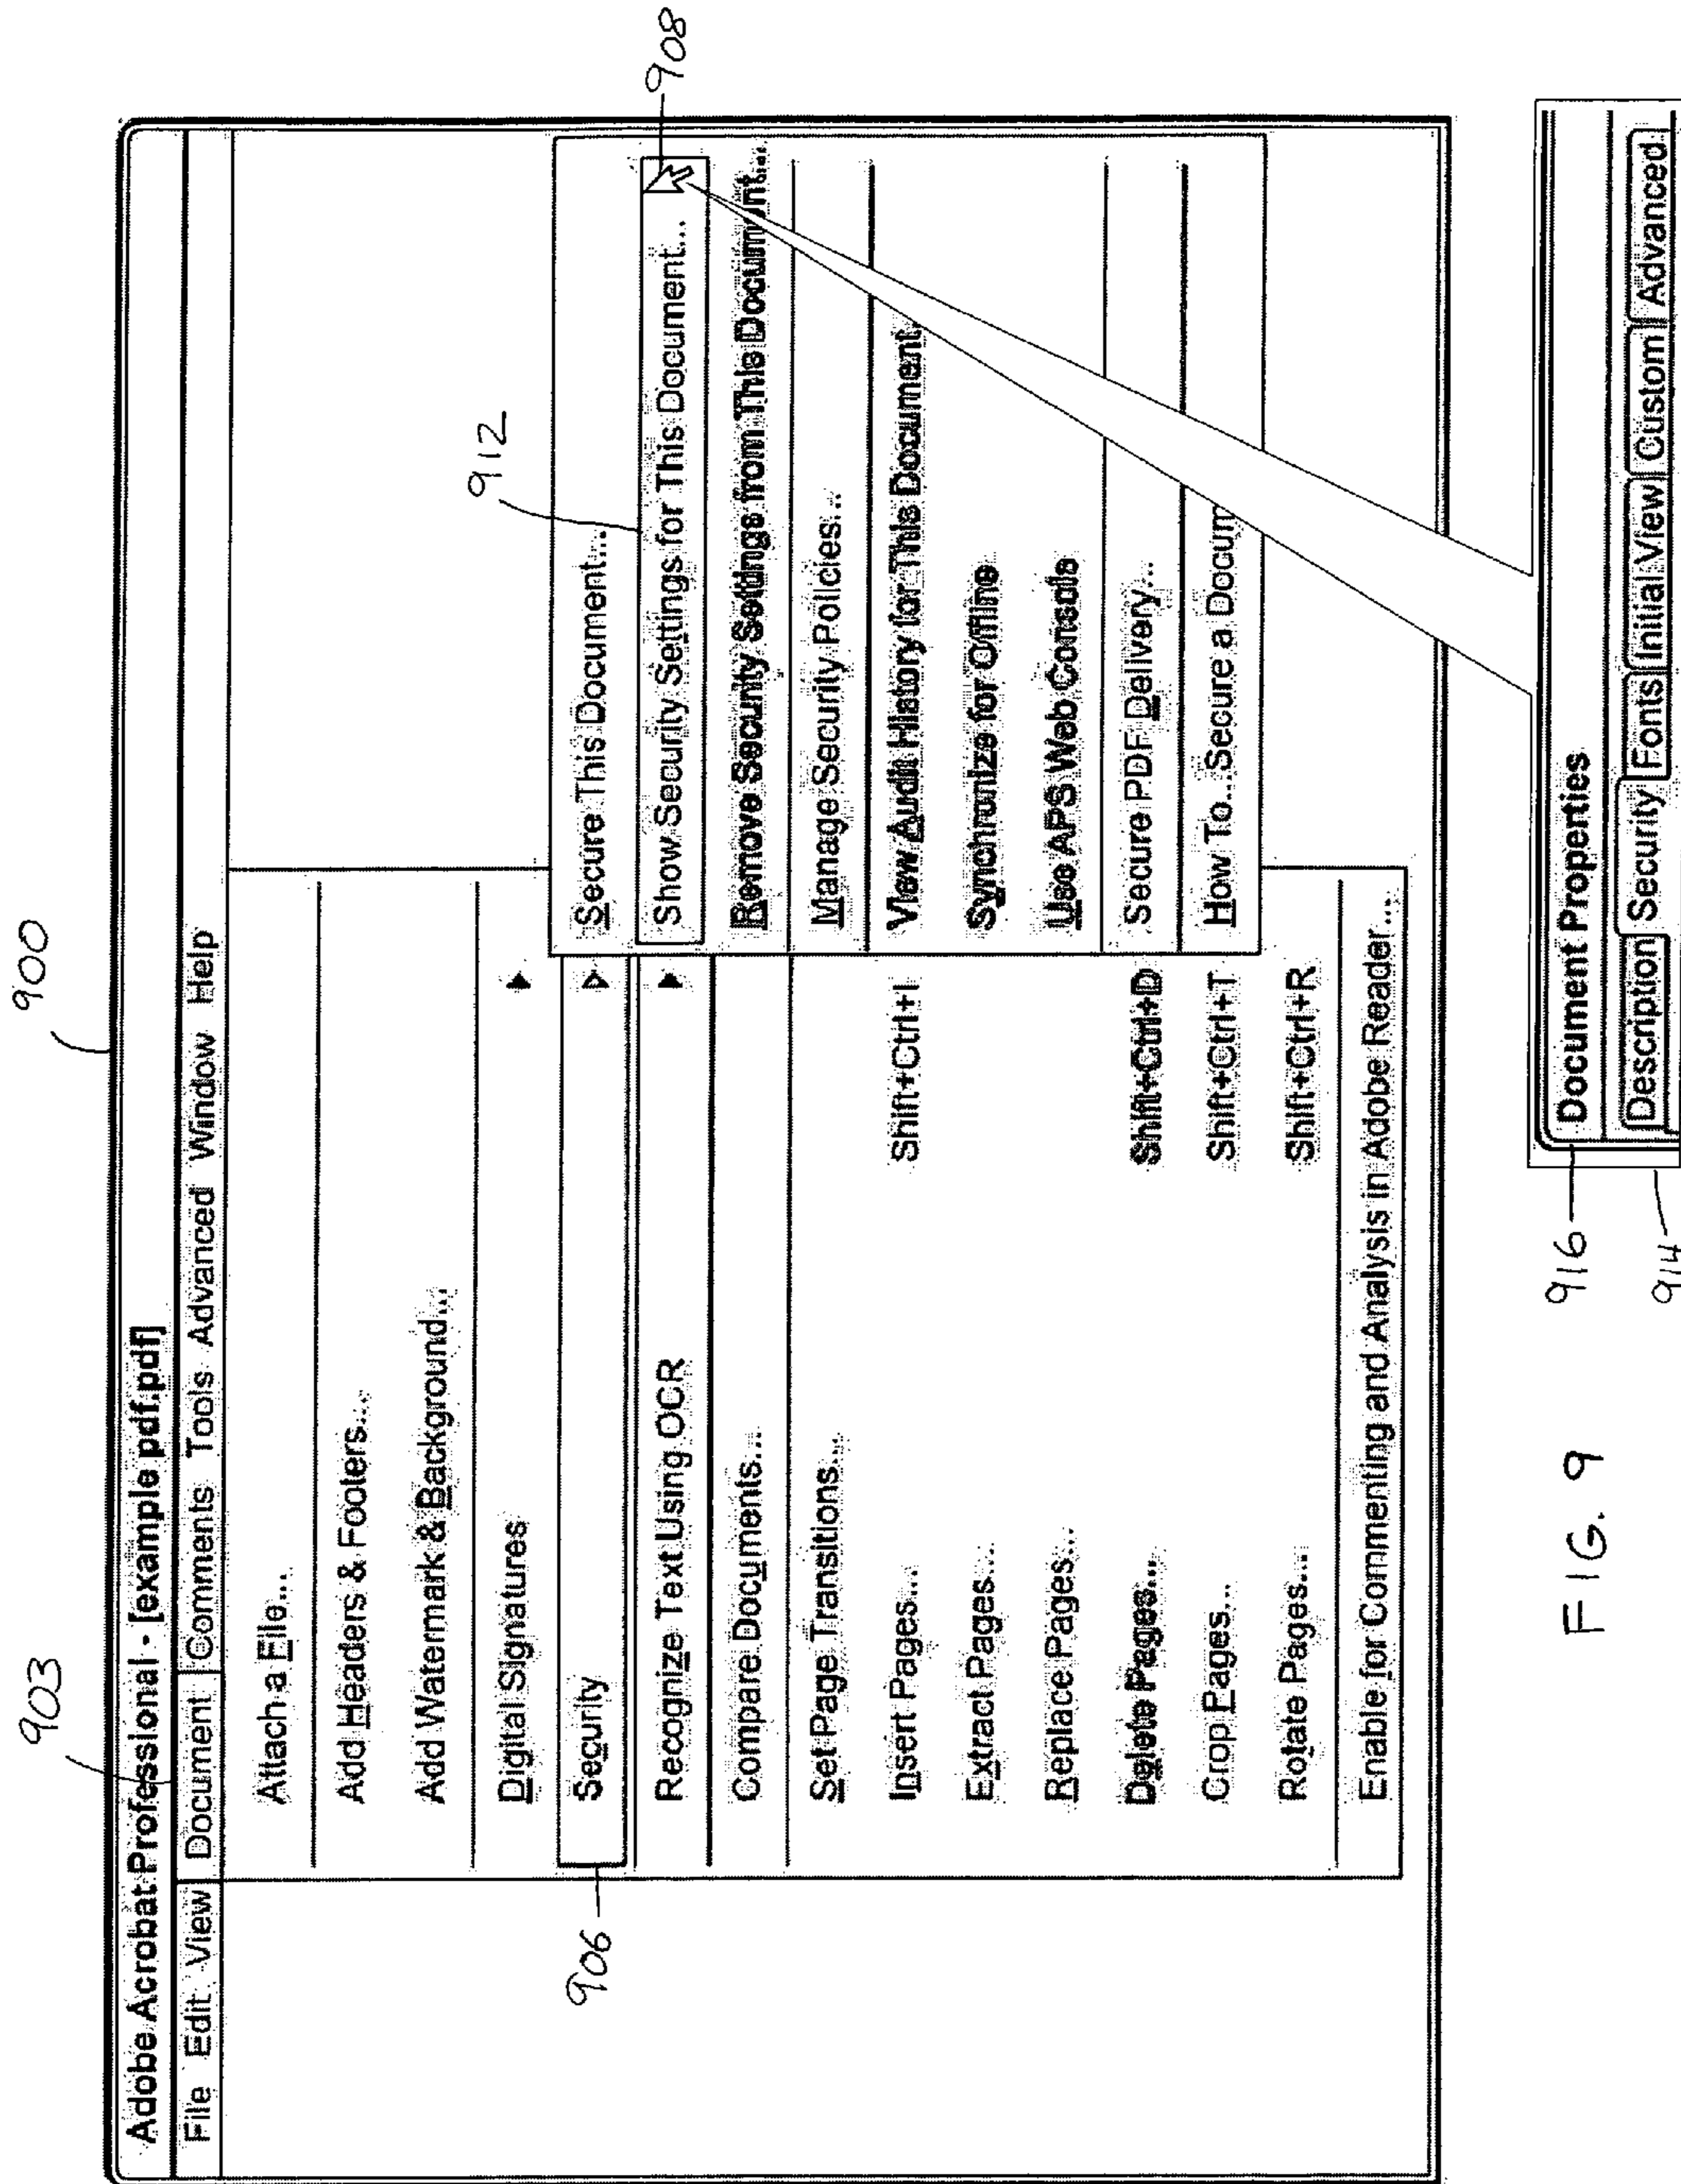 900
903
Adobe Acrobat Professional - [example pdf.pdf]
File Edit View Document Comments Tools Advanced Window Help
Attach a File...
Add Headers & Footers...
Add Watermark & Background...
Digital Signatures
906
Security
Recognize Text Using OCR
Compare Documents...
Set Page Transitions...
Insert Pages... Shift+Ctrl+I
Extract Pages...
Replace Pages...
Delete Pages... Shift+Ctrl+D
Crop Pages... Shift+Ctrl+T
Rotate Pages... Shift+Ctrl+R
Enable for Commenting and Analysis in Adobe Reader...
912
908
Secure This Document...
Show Security Settings for This Document...
Remove Security Settings from This Document...
Manage Security Policies...
View Audit History for This Document
Synchronize for Offline
Use APS Web Console
Secure PDF Delivery...
How To...Secure a Docum
916
Document Properties
914
Description Security Fonts Initial View Custom Advanced
FIG. 9